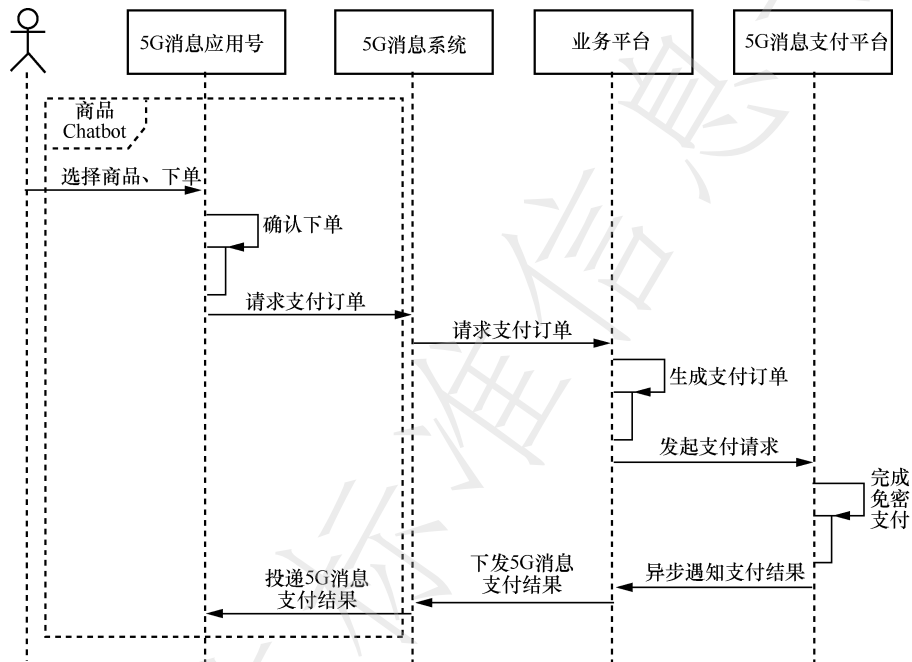 5G消息应用号
5G消息系统
业务平台
5G消息支付平台
商品
Chatbot
选择商品、下单
确认下单
请求支付订单
请求支付订单
生成支付订单
发起支付请求
完成
免密
支付
异步遇知支付结果
下发5G消息
支付结果
投递5G消息
支付结果
标准信息